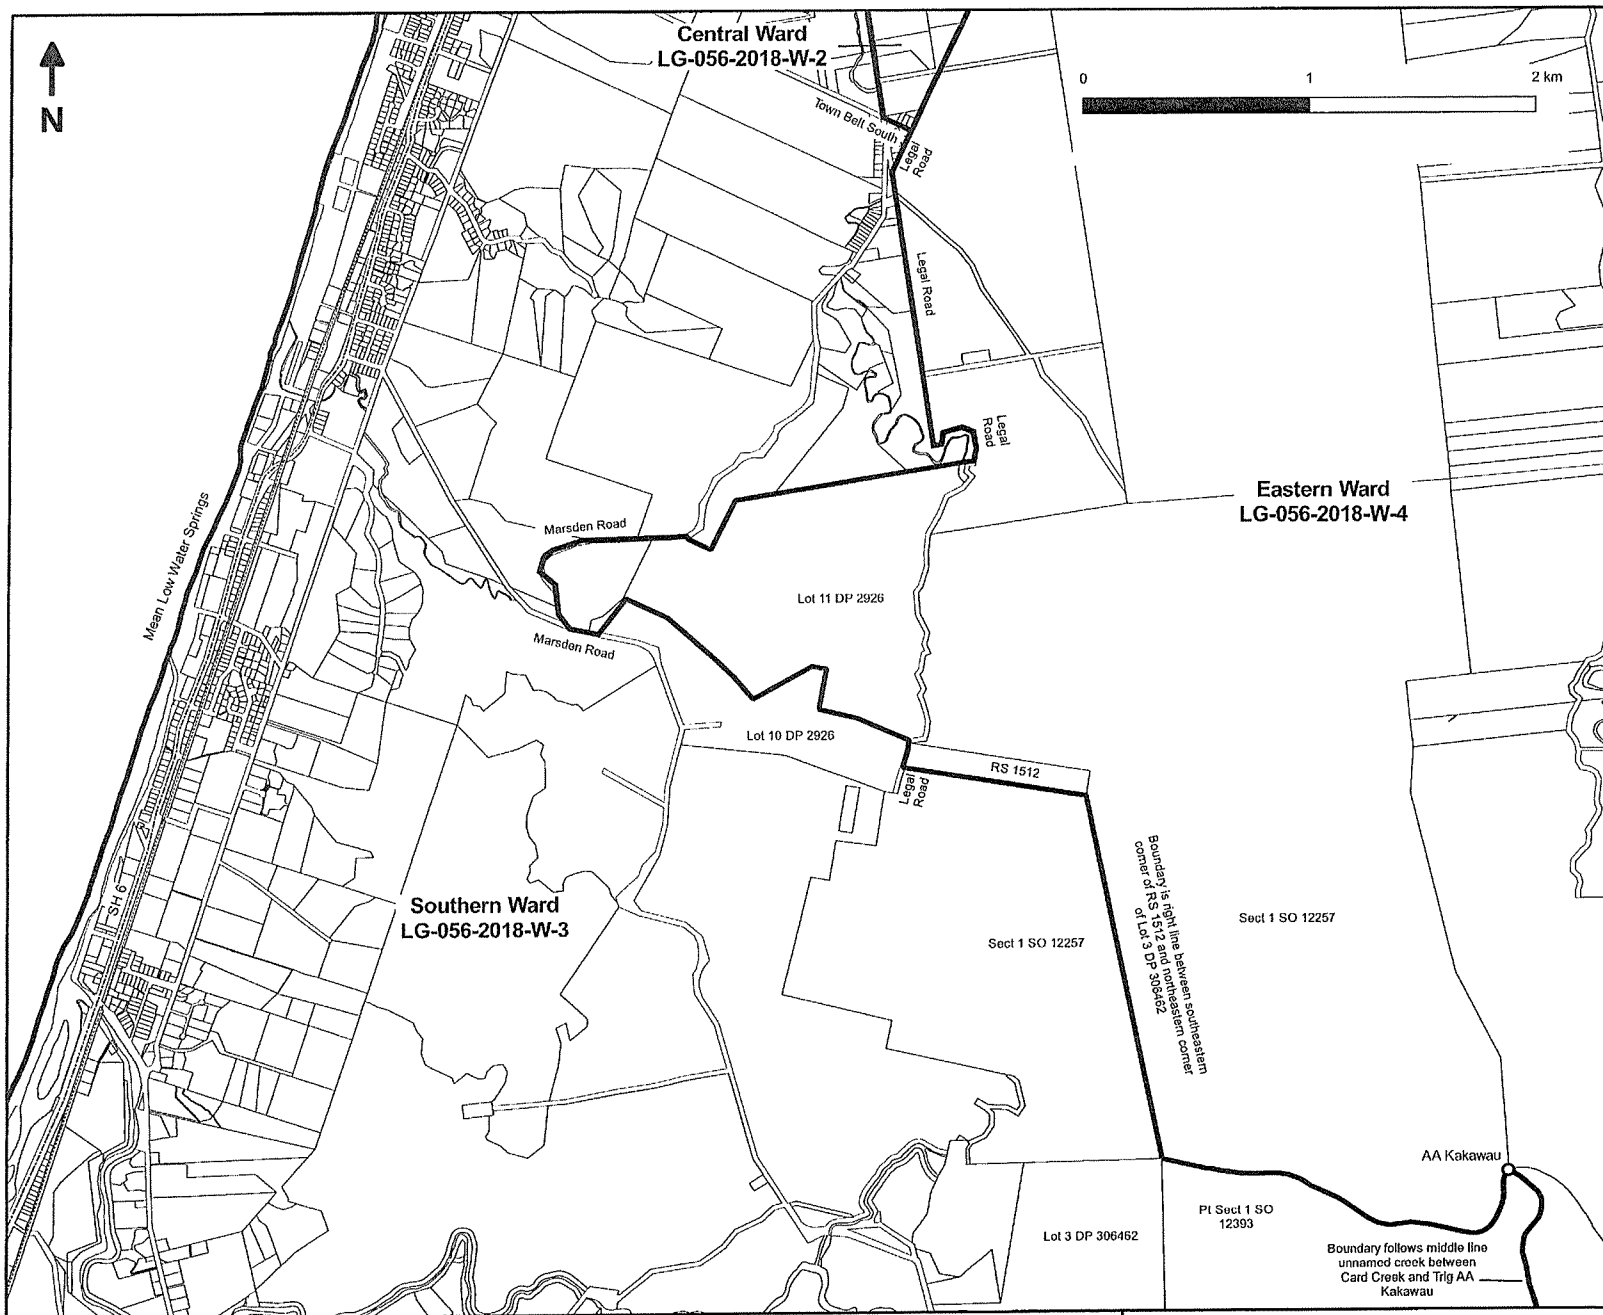 Central Ward
LG-056-2018-W-2
N
0 1 2 km
Town Belt South
Legal
Road
Legal Road
Legal
Road
Mean Low Water Springs
Marsden Road
Eastern Ward
LG-056-2018-W-4
Lot 11 DP 2926
Marsden Road
Lot 10 DP 2926
RS 1512
Legal
Road
Boundary is right line between southeastern
corner of RS 1512 and northeastern corner
of Lot 3 DP 306462
SH 6
Southern Ward
LG-056-2018-W-3
Sect 1 SO 12257
Sect 1 SO 12257
AA Kakawau
Pt Sect 1 SO
12393
Lot 3 DP 306462
Boundary follows middle line
unnamed creek between
Card Creek and Trig AA
Kakawau